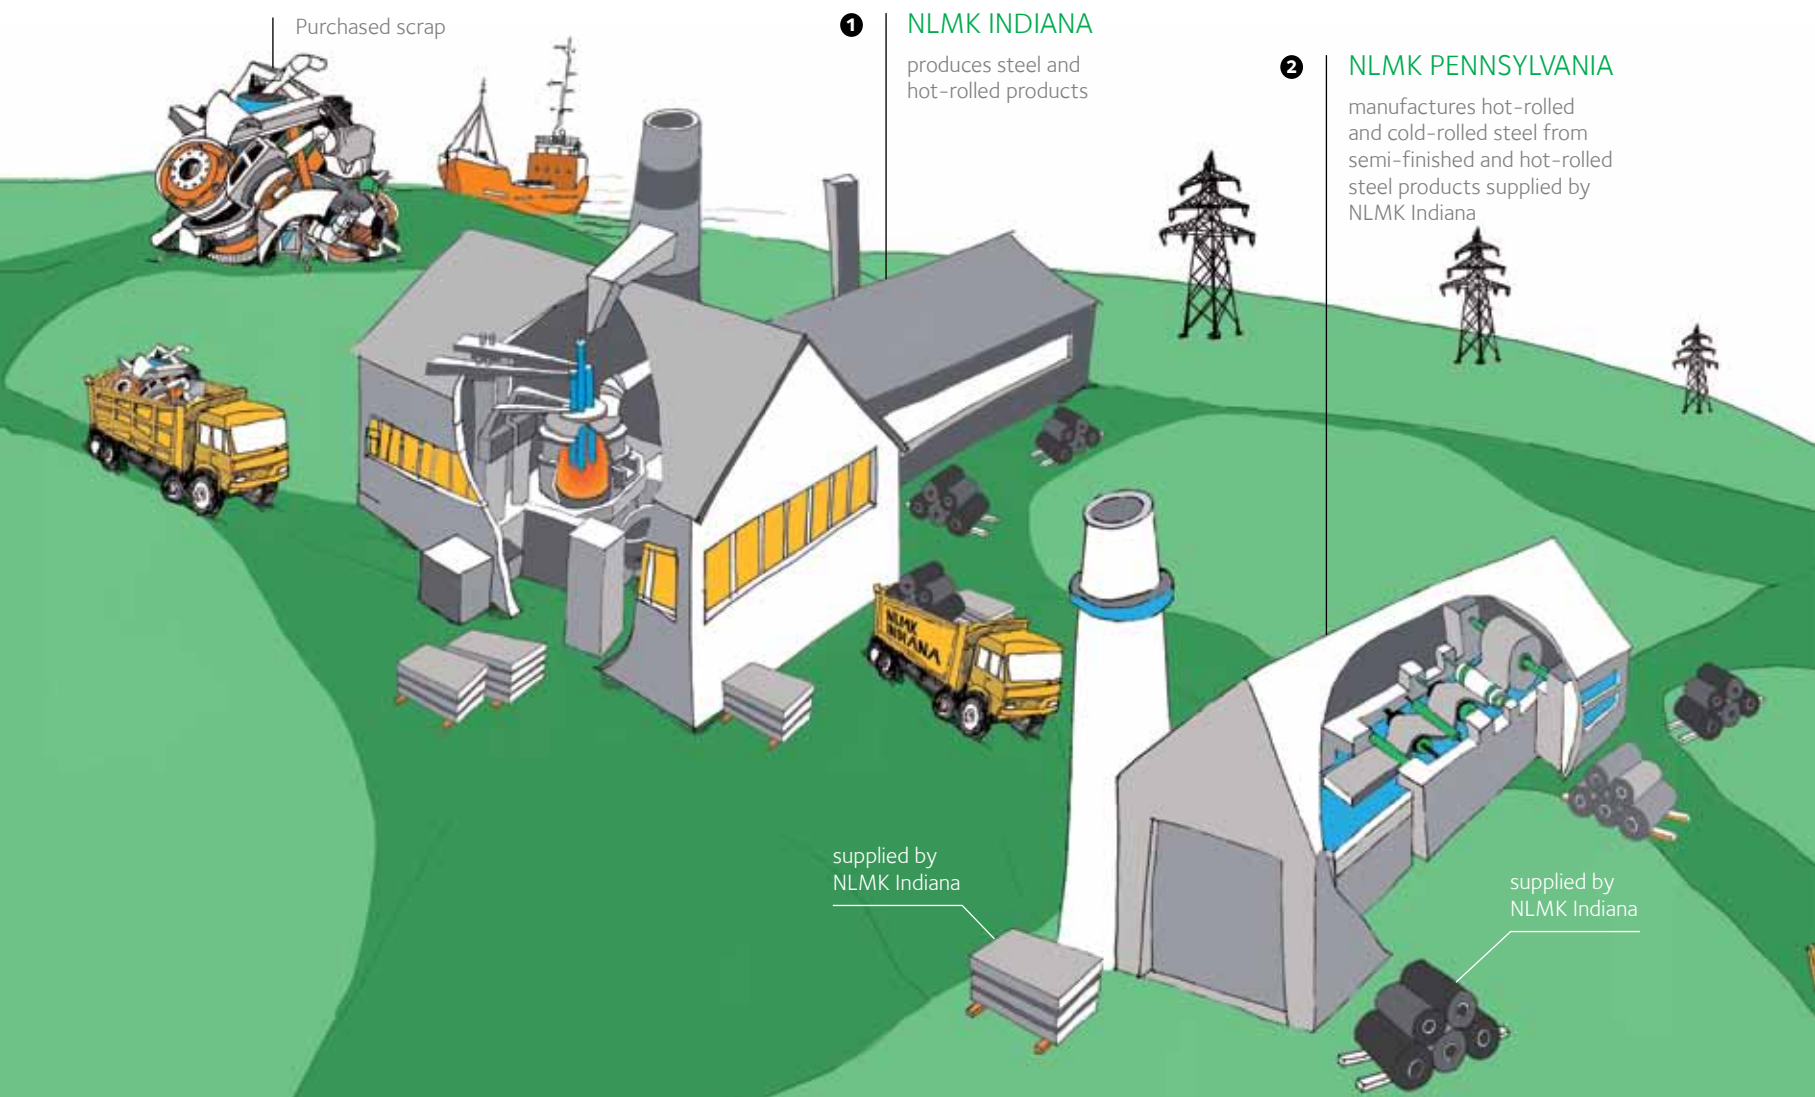 Purchased scrap
1
NLMK INDIANA
produces steel and
hot-rolled products
2
NLMK PENNSYLVANIA
manufactures hot-rolled
and cold-rolled steel from
semi-finished and hot-rolled
steel products supplied by
NLMK Indiana
NLMK
INDIANA
supplied by
NLMK Indiana
supplied by
NLMK Indiana